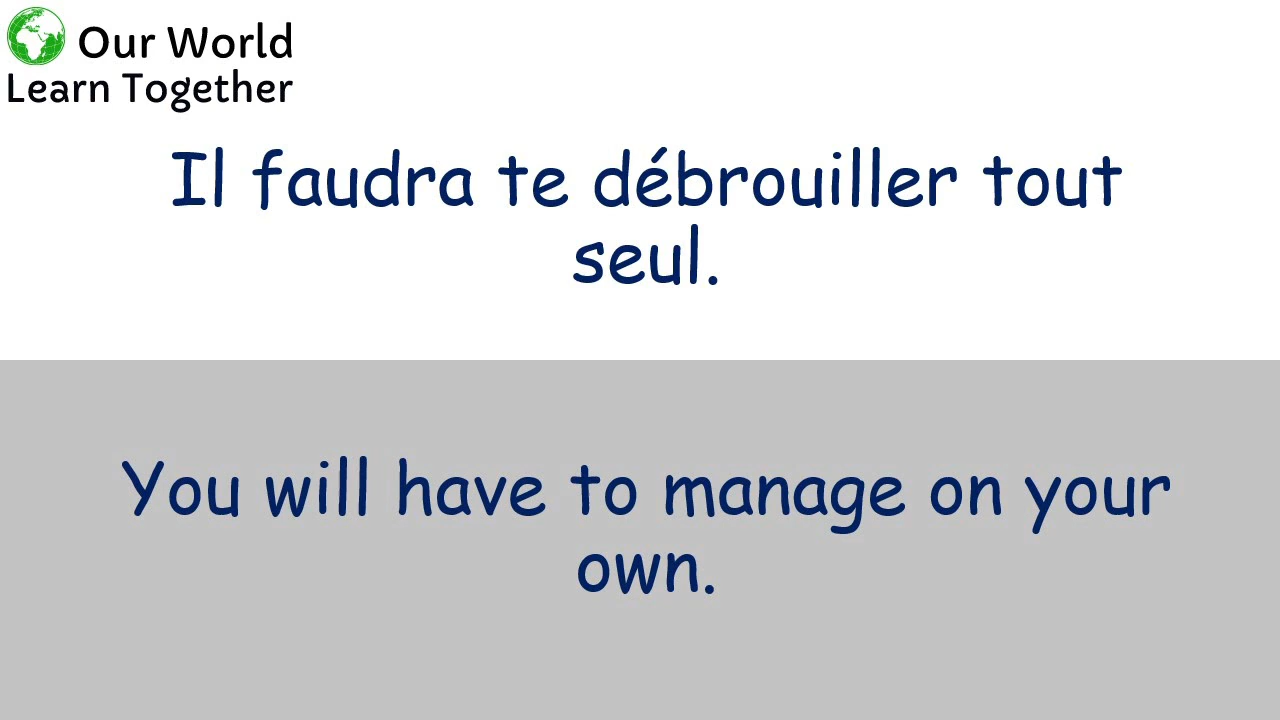 Our World
Learn Together
Il faudra te débrouiller tout
seul.
You will have to manage on your
own.